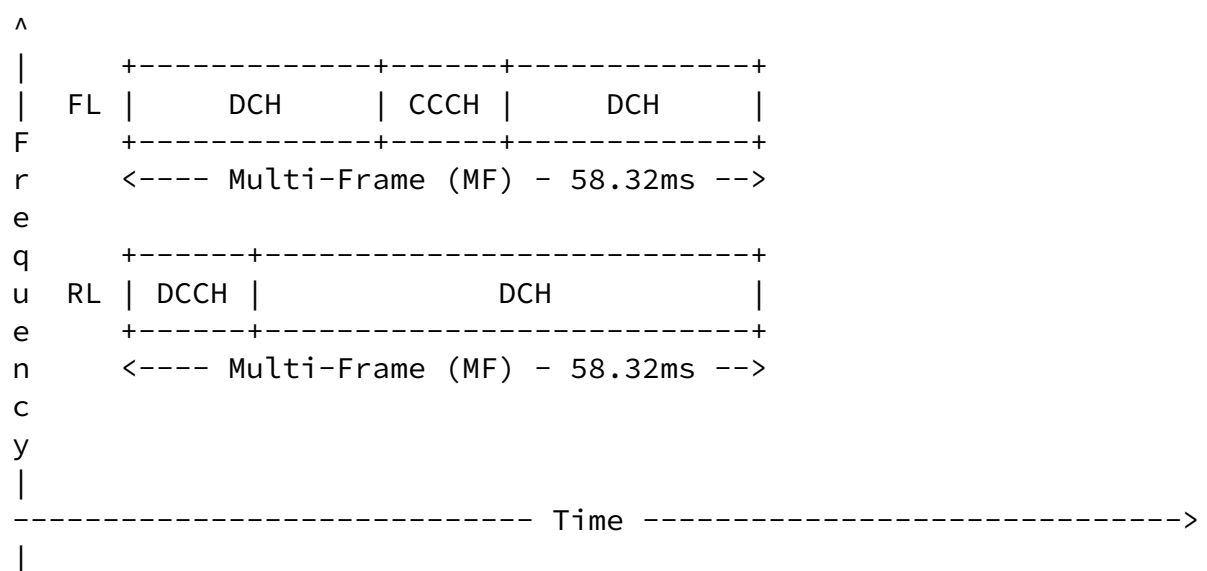 ^
|      +-------------+------+-------------+
|  FL  |     DCH     | CCCH |     DCH     |
F      +-------------+------+-------------+
r      <---- Multi-Frame (MF) - 58.32ms -->
e
q      +------+---------------------------+
u  RL  | DCCH |             DCH           |
e      +------+---------------------------+
n      <---- Multi-Frame (MF) - 58.32ms -->
c
y
|
----------------------------- Time ------------------------------>
|